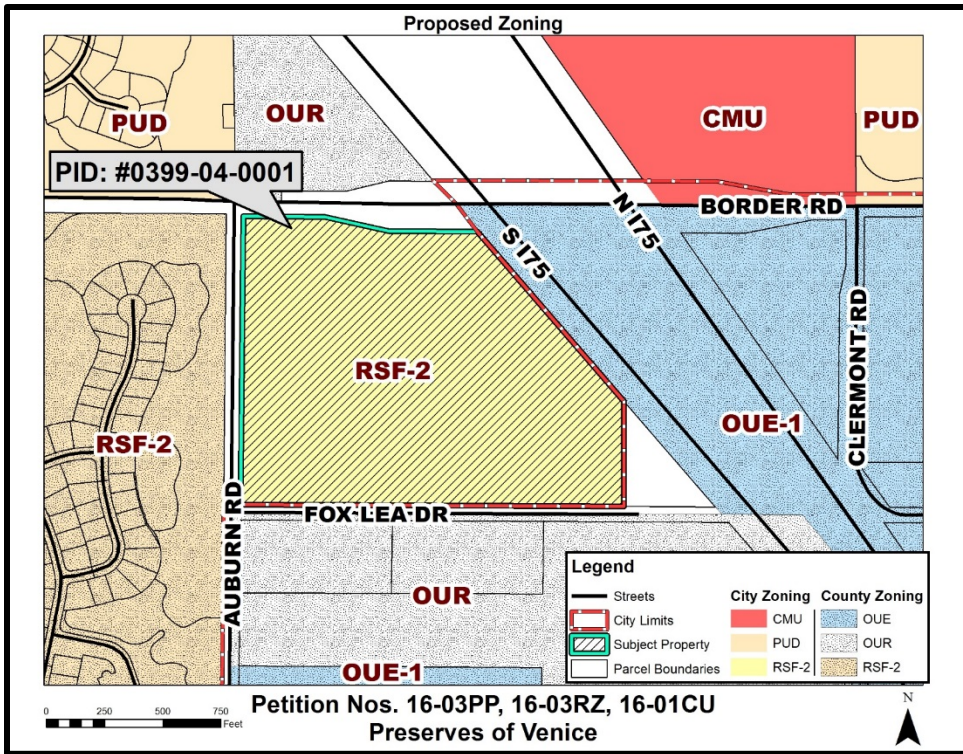 Proposed Zoning
PUD
OUR
CMU
PUD
PID: #0399-04-0001
BORDER RD
N I75
S I75
CLERMONT RD
RSF-2
OUE-1
RSF-2
AUBURN RD
FOX LEA DR
OUR
OUE-1
Legend
Streets
City Limits
Subject Property
Parcel Boundaries
City Zoning
CMU
PUD
RSF-2
County Zoning
OUE
OUR
RSF-2
0 125 250 500 750
Feet
Petition Nos. 16-03PP, 16-03RZ, 16-01CU
Preserves of Venice
N